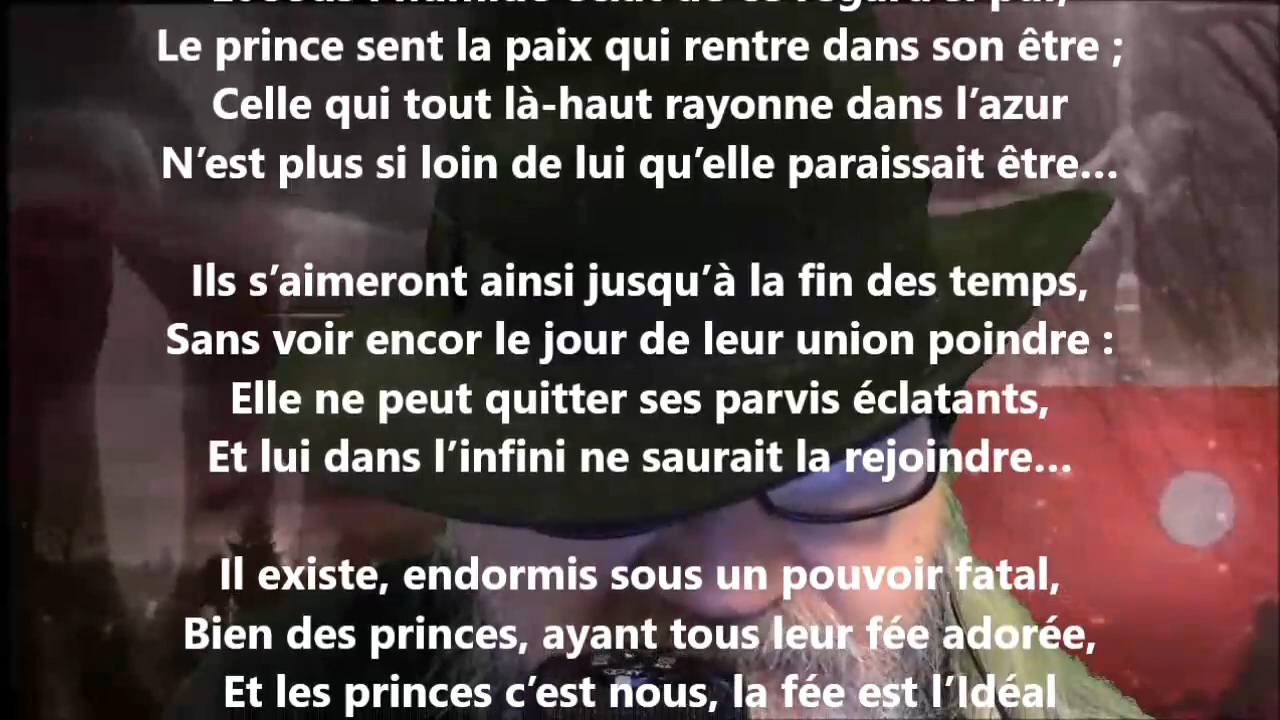 Le prince sent la paix qui rentre dans son être ;
Celle qui tout là-haut rayonne dans l’azur
N’est plus si loin de lui qu’elle paraissait être…
Ils s’aimeront ainsi jusqu’à la fin des temps,
Sans voir encor le jour de leur union poindre :
Elle ne peut quitter ses parvis éclatants,
Et lui dans l’infini ne saurait la rejoindre…
Il existe, endormis sous un pouvoir fatal,
Bien des princes, ayant tous leur fée adorée,
Et les princes c’est nous, la fée est l’Idéal